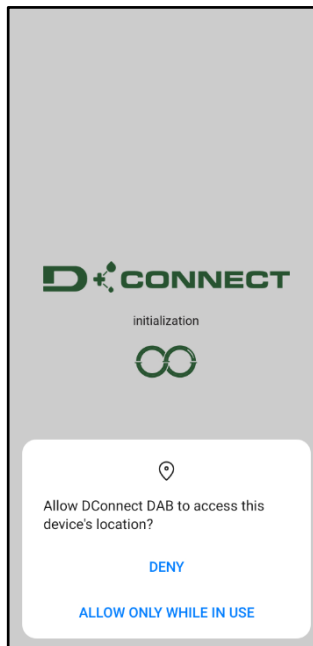 D+CONNECT
initialization
Allow DConnect DAB to access this
device's location?
DENY
ALLOW ONLY WHILE IN USE